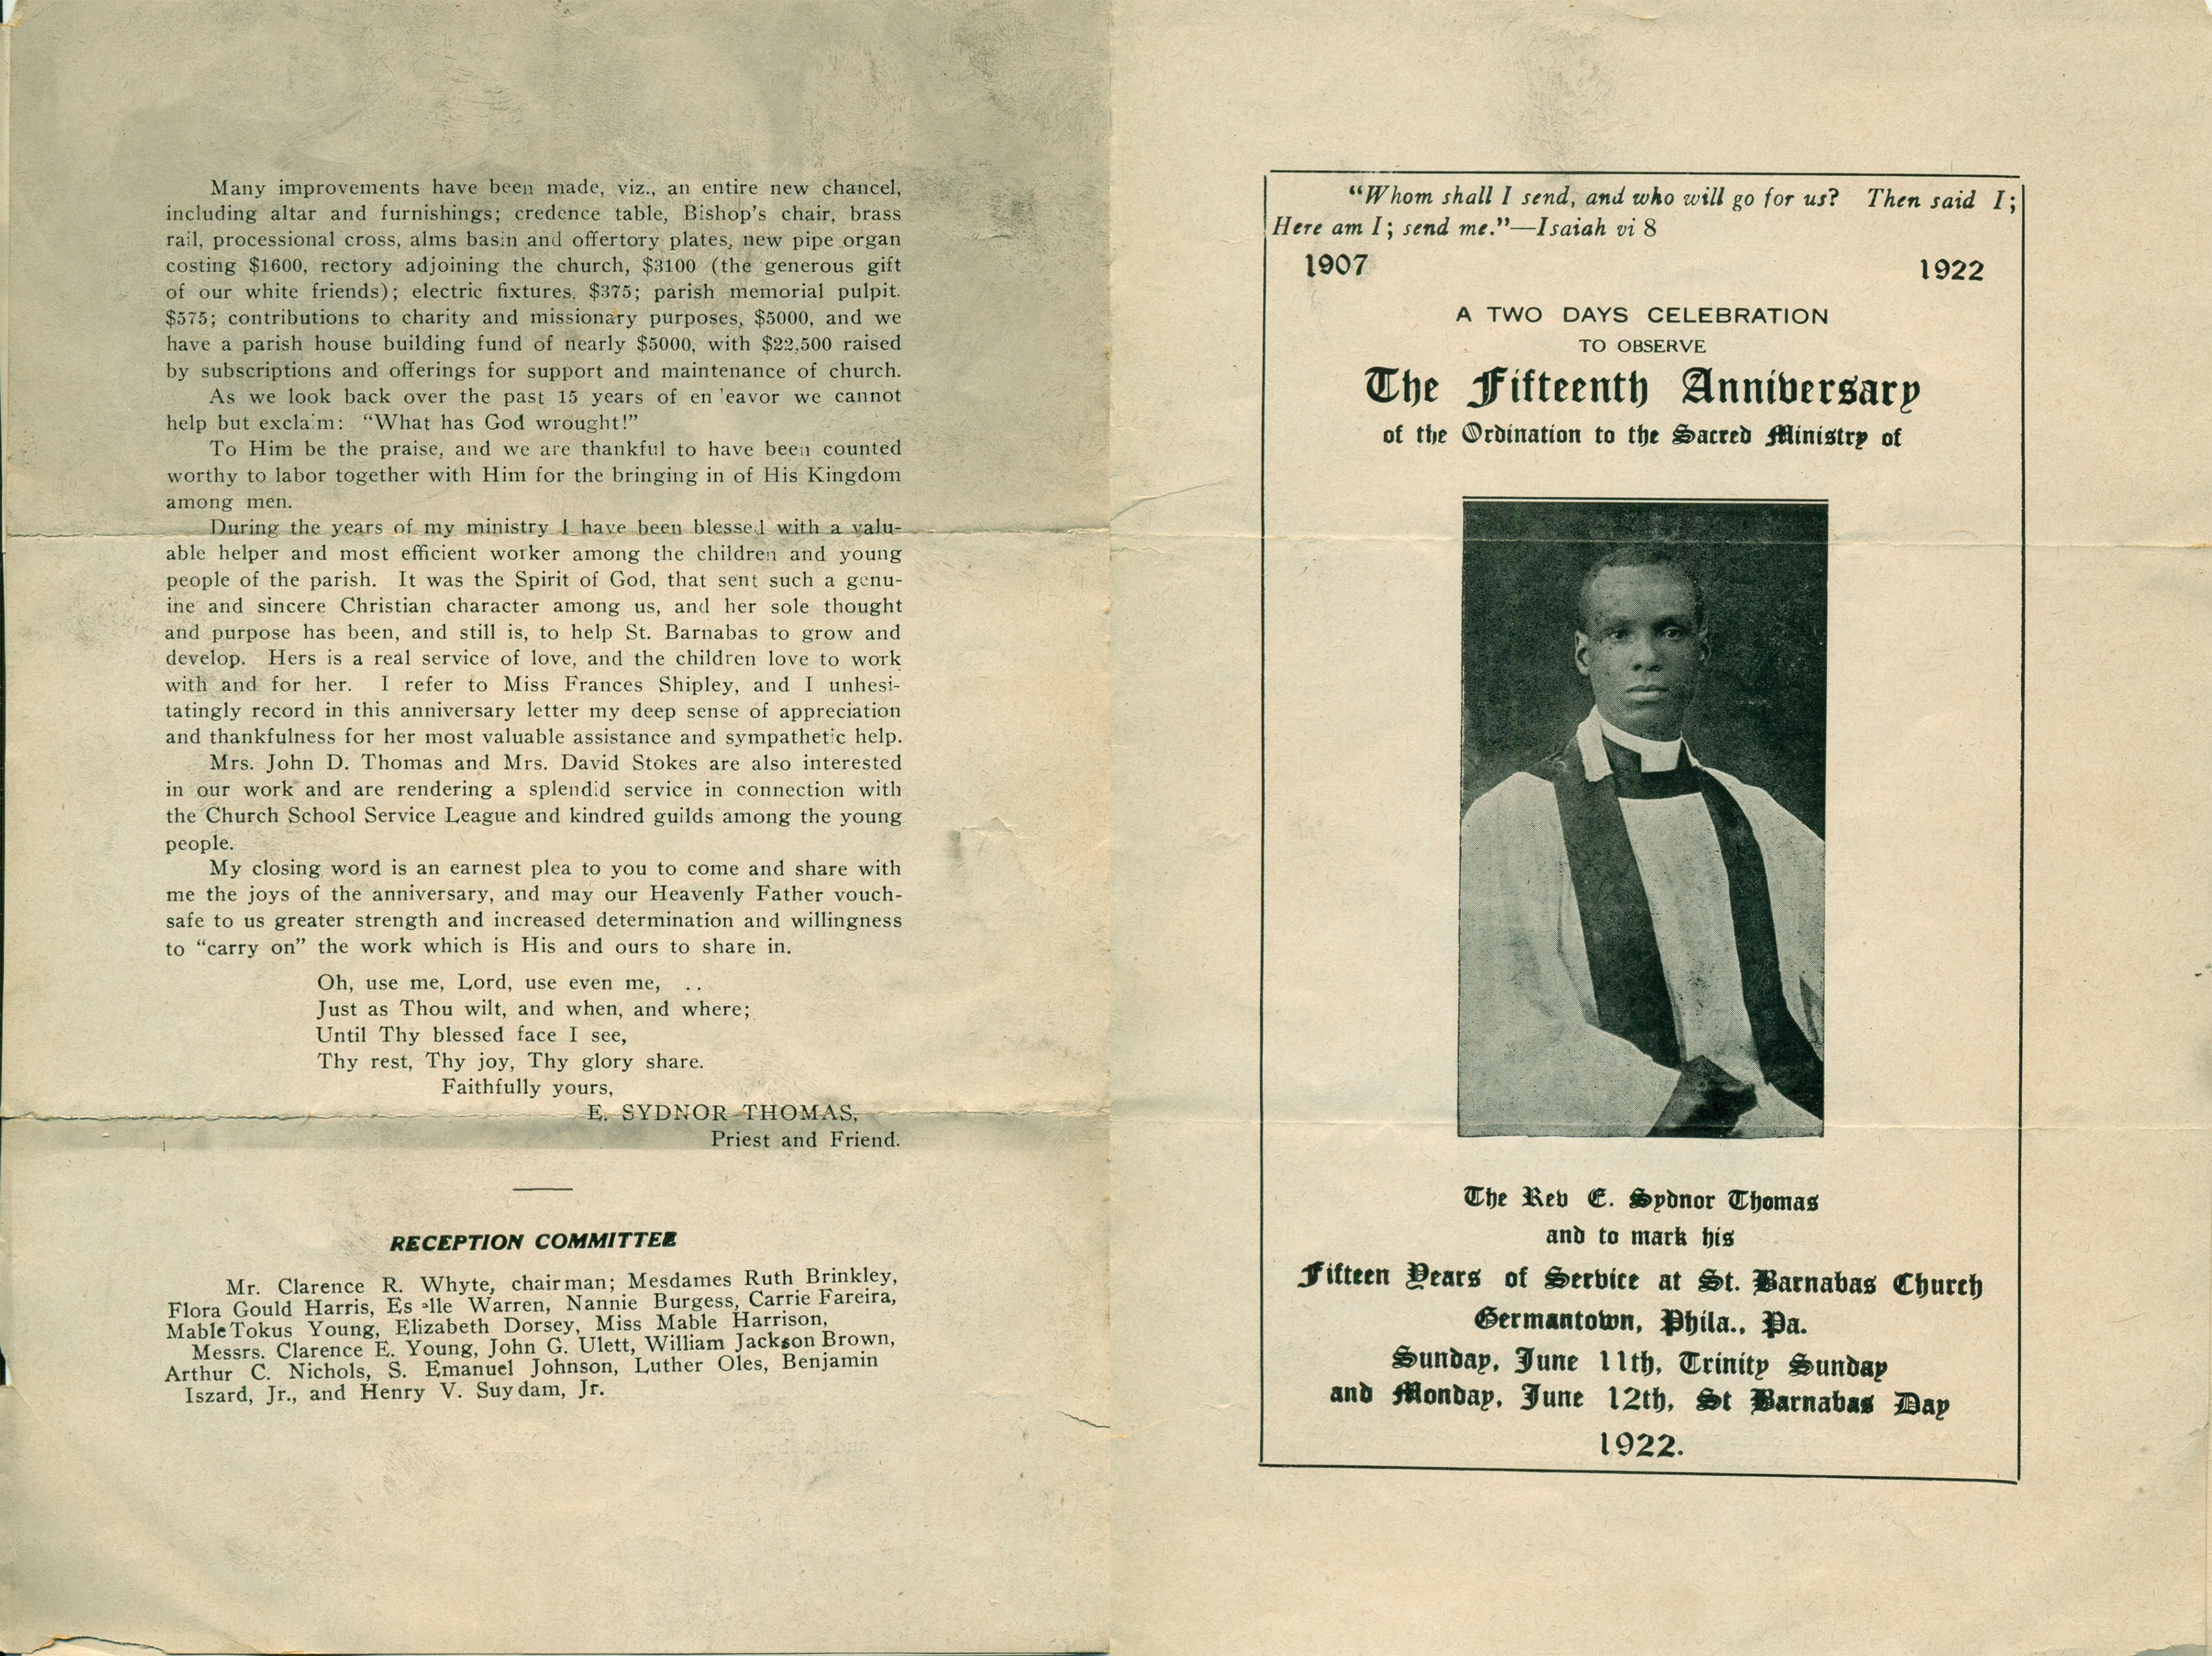 Many improvements have been made, viz., an entire new chancel,
including altar and furnishings; credence table, Bishop's chair, brass
rail, processional cross, alms basin and offertory plates, new pipe organ
costing $1600, rectory adjoining the church, $3100 (the generous gift
of our white friends); electric fixtures, $375; parish memorial pulpit.
$575; contributions to charity and missionary purposes, $5000, and we
have a parish house building fund of nearly $5000, with $22,500 raised
by subscriptions and offerings for support and maintenance of church.
As we look back over the past 15 years of en'eavor we cannot
help but exclaim: "What has God wrought!"
To Him be the praise, and we are thankful to have been counted
worthy to labor together with Him for the bringing in of His Kingdom
among men.
During the years of my ministry I have been blessed with a valu-
able helper and most efficient worker among the children and young
people of the parish. It was the Spirit of God, that sent such a genu-
ine and sincere Christian character among us, and her sole thought
and purpose has been, and still is, to help St. Barnabas to grow and
develop. Hers is a real service of love, and the children love to work
with and for her. I refer to Miss Frances Shipley, and I unhesi-
tatingly record in this anniversary letter my deep sense of appreciation
and thankfulness for her most valuable assistance and sympathetic help.
Mrs. John D. Thomas and Mrs. David Stokes are also interested
in our work and are rendering a splendid service in connection with
the Church School Service League and kindred guilds among the young
people.
My closing word is an earnest plea to you to come and share with
me the joys of the anniversary, and may our Heavenly Father vouch-
safe to us greater strength and increased determination and willingness
to "carry on" the work which is His and ours to share in.
Oh, use me, Lord, use even me, ..
Just as Thou wilt, and when, and where;
Until Thy blessed face I see,
Thy rest, Thy joy, Thy glory share.
Faithfully yours,
E. SYDNOR THOMAS,
Priest and Friend.
RECEPTION COMMITTEE
Mr. Clarence R. Whyte, chairman; Mesdames Ruth Brinkley,
Flora Gould Harris, Warren, Nannie Burgess, Carrie Fareira,
Mable Tokus Young, Elizabeth Dorsey, Miss Mable Harrison,
Messrs. Clarence E. Young, John G. Ulett, William Jackson Brown,
Arthur C. Nichols, S. Emanuel Johnson, Luther Oles, Benjamin
Iszard, Jr., and Henry V. Suydam, Jr.
"Whom shall I send, and who will go for us? Then said I;
Here am I; send me."—Isaiah vi 8
1907 1922
A TWO DAYS CELEBRATION
TO OBSERVE
The Fifteenth Anniversary
of the Ordination to the Sacred Ministry of
The Rev E. Sydnor Thomas
and to mark his
Fifteen Years of Service at St. Barnabas Church
Germantown, Phila., Pa.
Sunday, June 11th, Trinity Sunday
and Monday, June 12th, St Barnabas Day
1922.